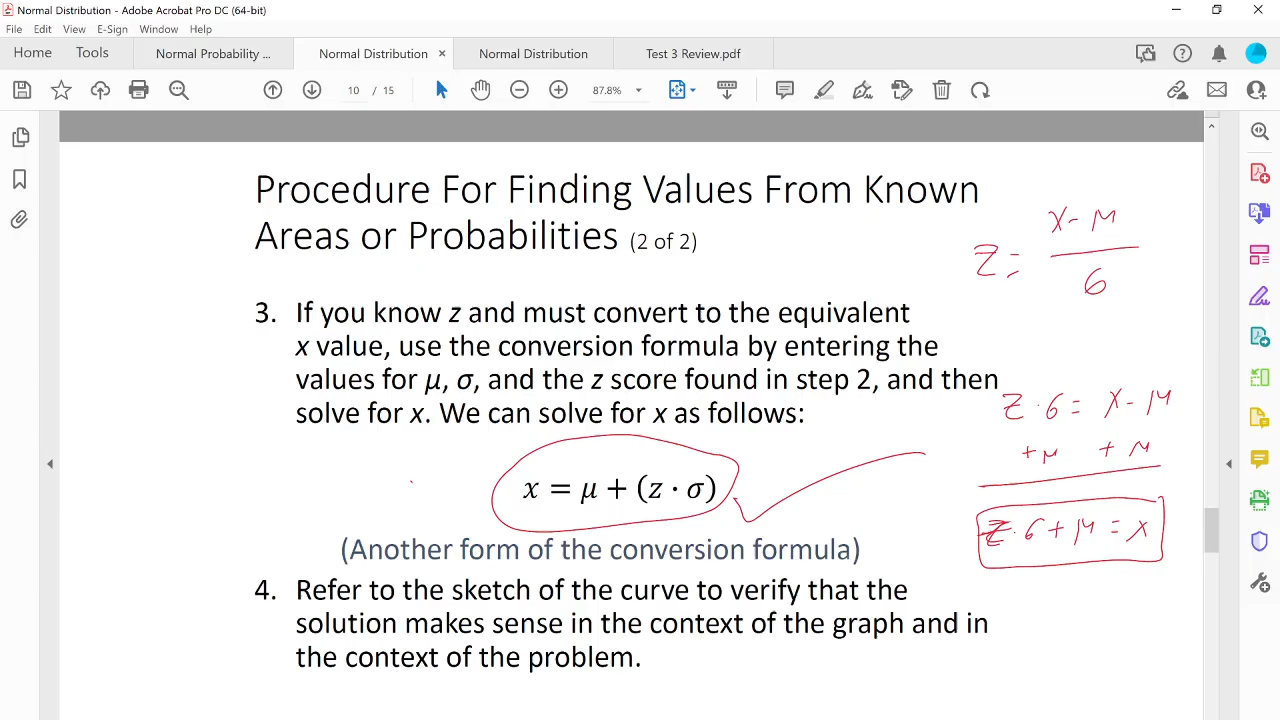 Normal Distribution - Adobe Acrobat Pro DC (64-bit)
File Edit View E-Sign Window Help
Home Tools Normal Probability ... Normal Distribution × Normal Distribution Test 3 Review.pdf
10 / 15 87.8%
Procedure For Finding Values From Known
Areas or Probabilities (2 of 2)
z = x - μ
σ
3. If you know z and must convert to the equivalent
x value, use the conversion formula by entering the
values for μ, σ, and the z score found in step 2, and then
solve for x. We can solve for x as follows:
z · σ = x - μ
+ μ + μ
z · σ + μ = x
x = μ + (z · σ)
(Another form of the conversion formula)
4. Refer to the sketch of the curve to verify that the
solution makes sense in the context of the graph and in
the context of the problem.